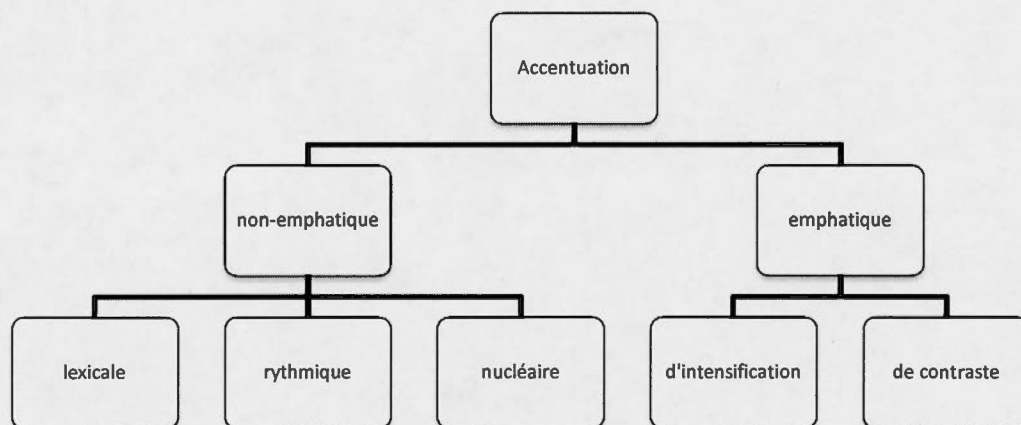 Accentuation
non-emphatique
emphatique
lexicale
rythmique
nucléaire
d'intensification
de contraste